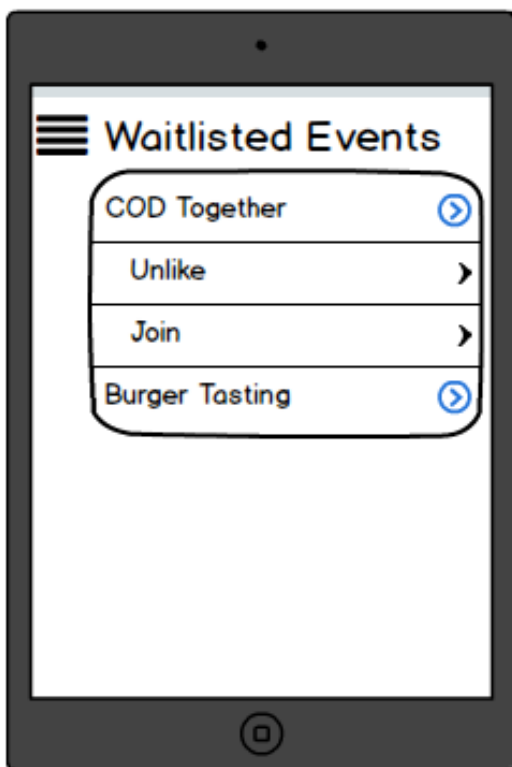 Waitlisted Events
COD Together
Unlike
Join
Burger Tasting